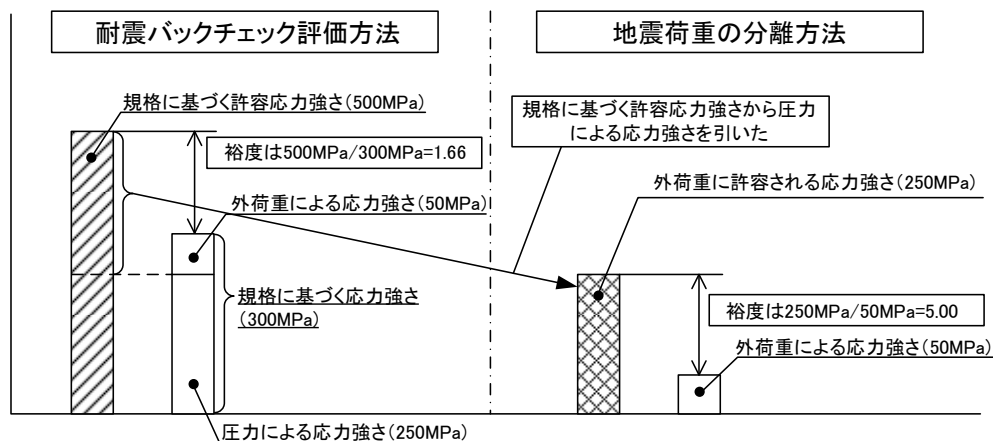 耐震バックチェック評価方法
規格に基づく許容応力強さ(500MPa)
裕度は500MPa/300MPa=1.66
外荷重による応力強さ(50MPa)
規格に基づく応力強さ
(300MPa)
圧力による応力強さ(250MPa)
地震荷重の分離方法
規格に基づく許容応力強さから圧力
による応力強さを引いた
外荷重に許容される応力強さ(250MPa)
裕度は250MPa/50MPa=5.00
外荷重による応力強さ(50MPa)